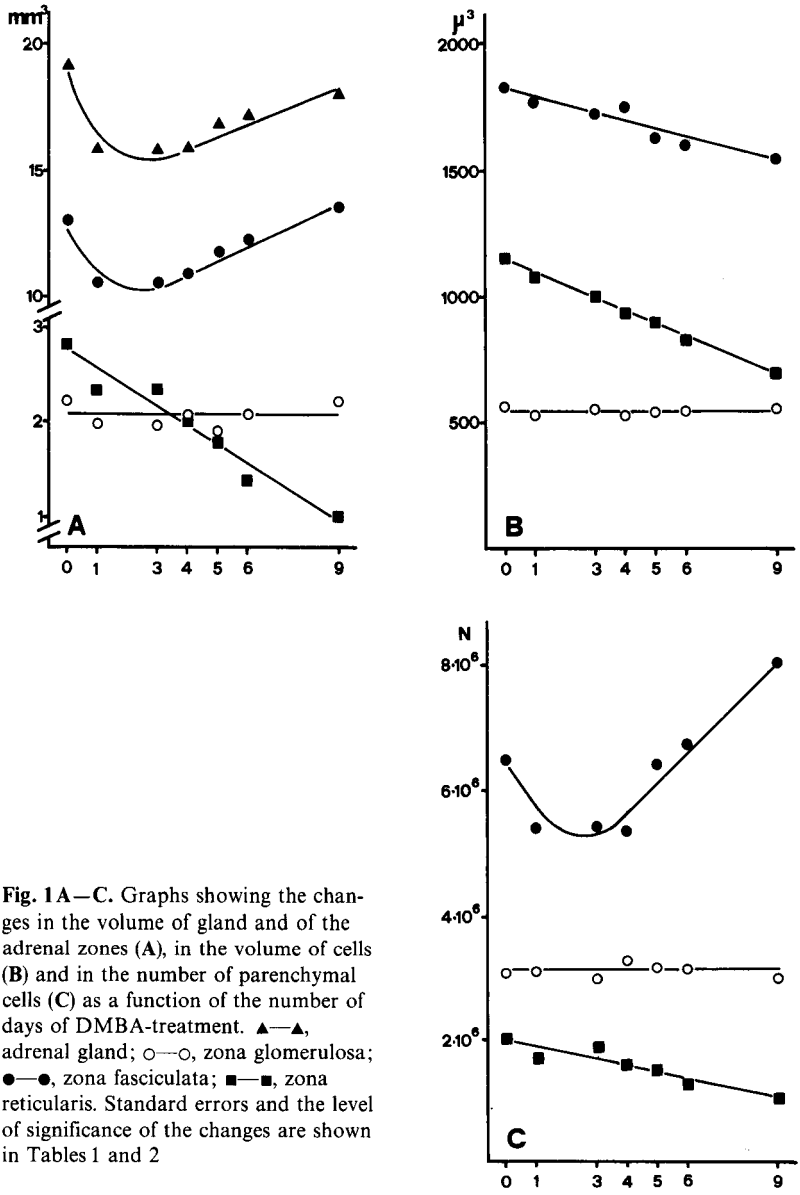 mm³
20
15
10
3
2
1
A
0 1 3 4 5 6 9
μ³
2000
1500
1000
500
B
0 1 3 4 5 6 9
N
8·10⁶
6·10⁶
4·10⁶
2·10⁶
C
0 1 3 4 5 6 9
Fig. 1A—C. Graphs showing the chan-
ges in the volume of gland and of the
adrenal zones (A), in the volume of cells
(B) and in the number of parenchymal
cells (C) as a function of the number of
days of DMBA-treatment. ▲—▲,
adrenal gland; ○—○, zona glomerulosa;
●—●, zona fasciculata; ■—■, zona
reticularis. Standard errors and the level
of significance of the changes are shown
in Tables 1 and 2